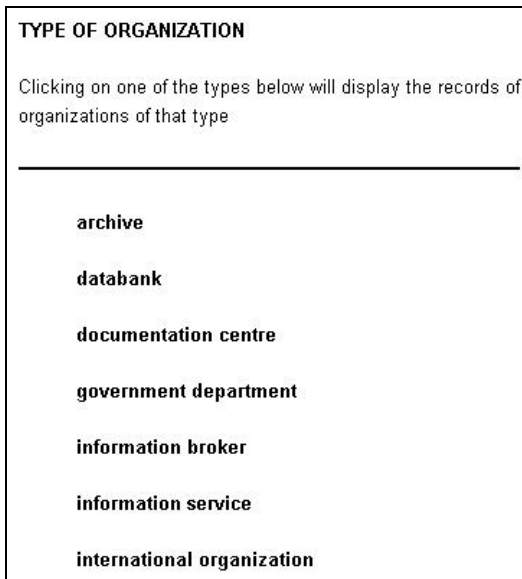 TYPE OF ORGANIZATION
Clicking on one of the types below will display the records of
organizations of that type
archive
databank
documentation centre
government department
information broker
information service
international organization